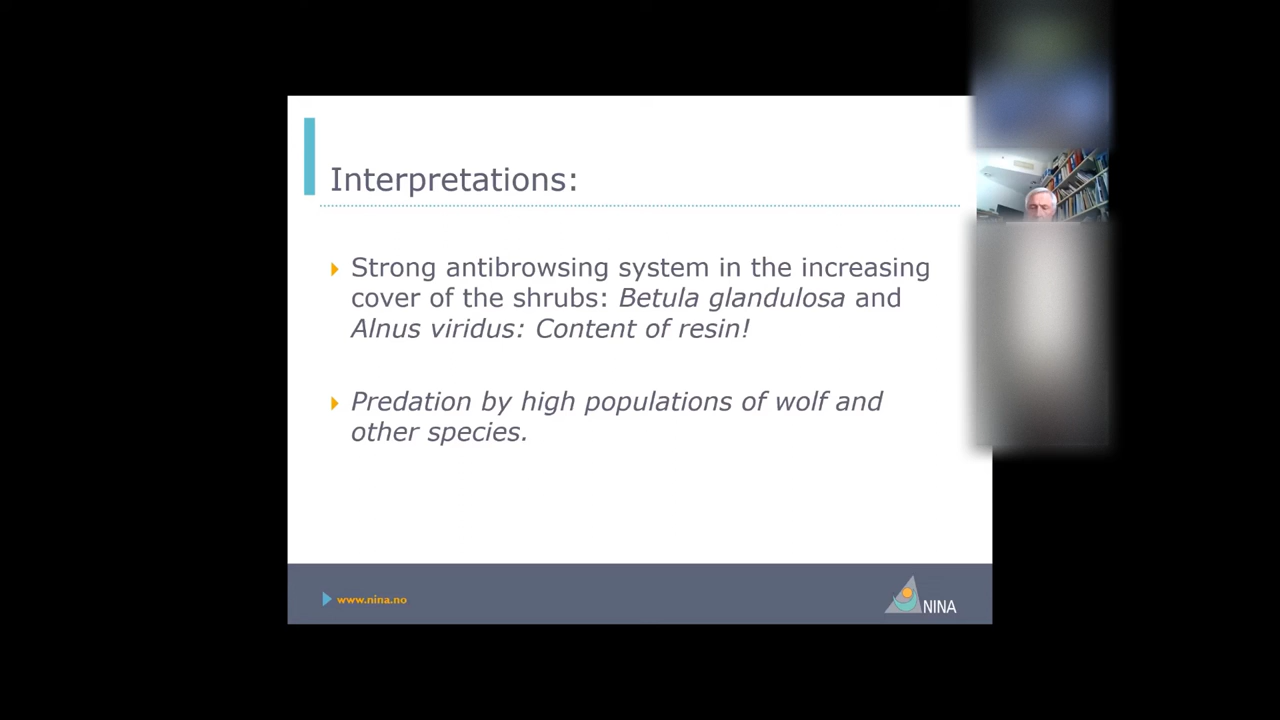 Interpretations:
Strong antibrowsing system in the increasing
cover of the shrubs: Betula glandulosa and
Alnus viridus: Content of resin!
Predation by high populations of wolf and
other species.
www.nina.no
NINA